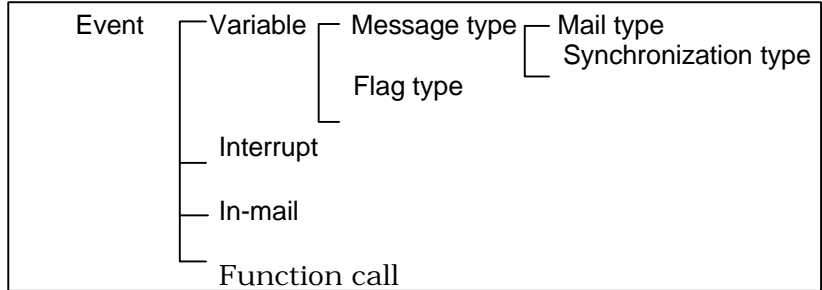 Event Variable Message type Mail type
Synchronization type
Flag type
Interrupt
In-mail
Function call